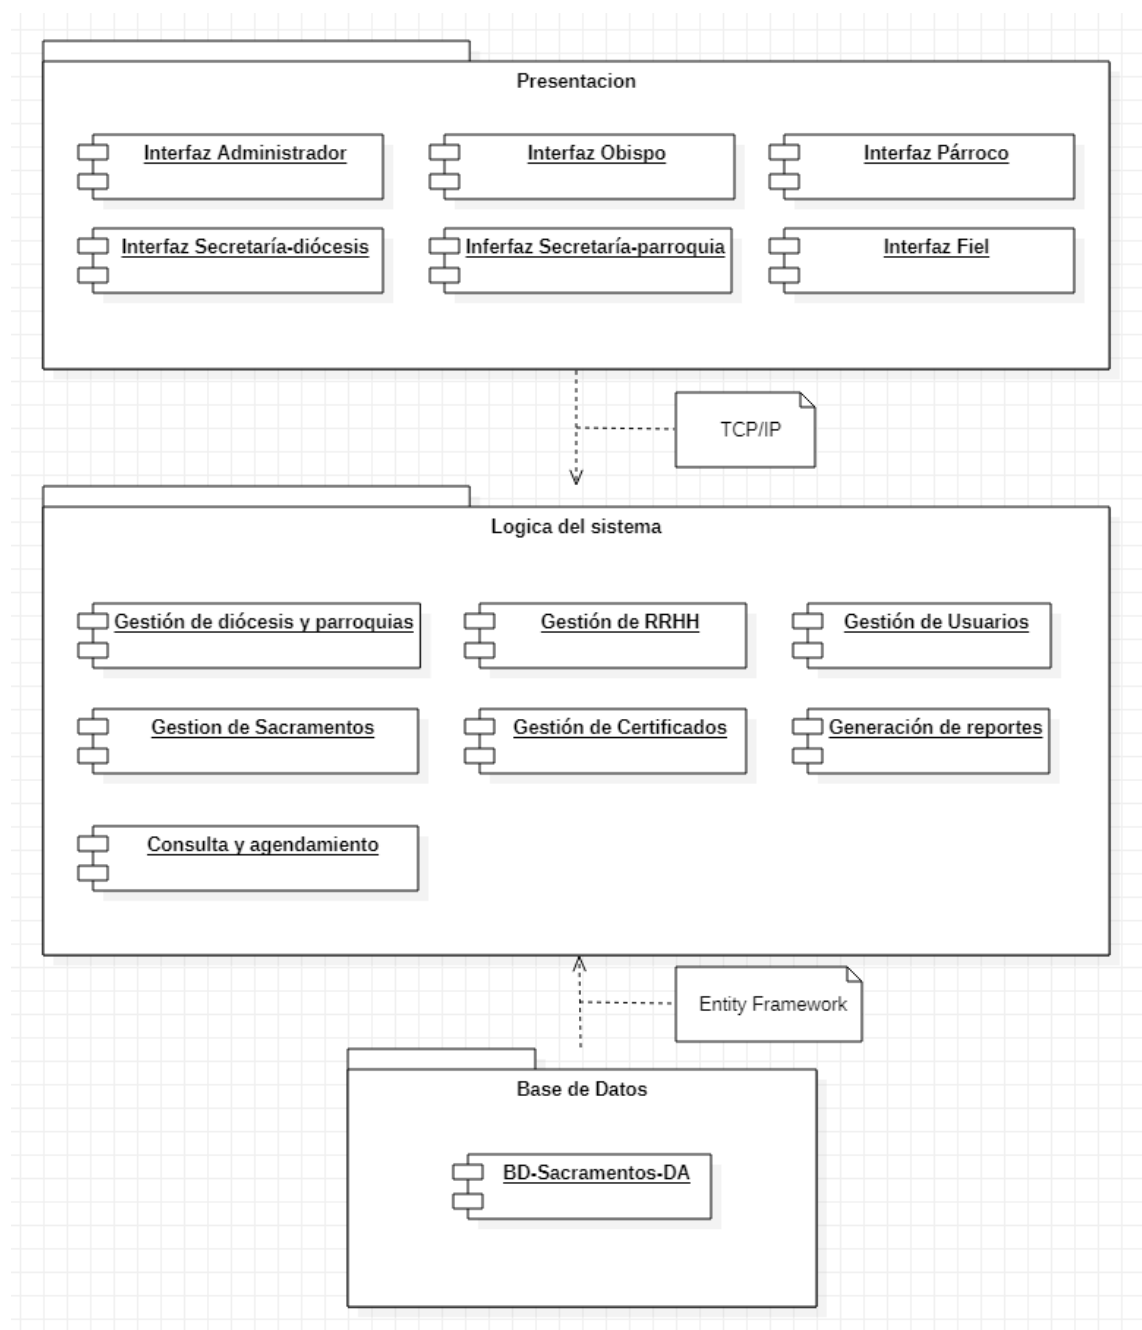 Presentacion
Interfaz Administrador
Interfaz Obispo
Interfaz Párroco
Interfaz Secretaría-diócesis
Inferfaz Secretaría-parroquia
Interfaz Fiel
TCP/IP
Logica del sistema
Gestión de diócesis y parroquias
Gestión de RRHH
Gestión de Usuarios
Gestion de Sacramentos
Gestión de Certificados
Generación de reportes
Consulta y agendamiento
Entity Framework
Base de Datos
BD-Sacramentos-DA